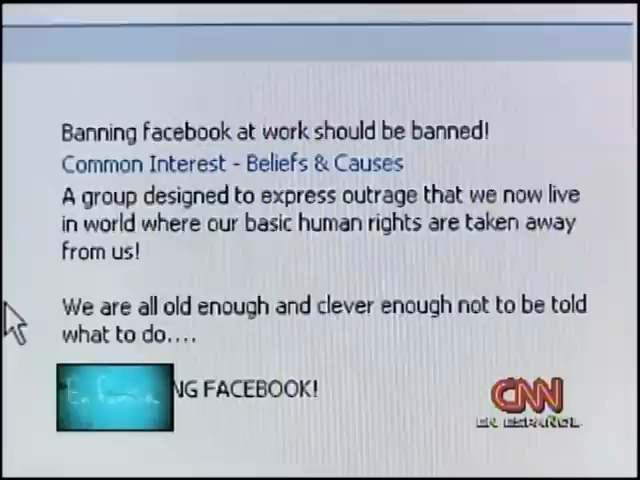 Banning facebook at work should be banned!
Common Interest - Beliefs & Causes
A group designed to express outrage that we now live
in world where our basic human rights are taken away
from us!
We are all old enough and clever enough not to be told
what to do....
NG FACEBOOK!
CNN
EN ESPAÑOL